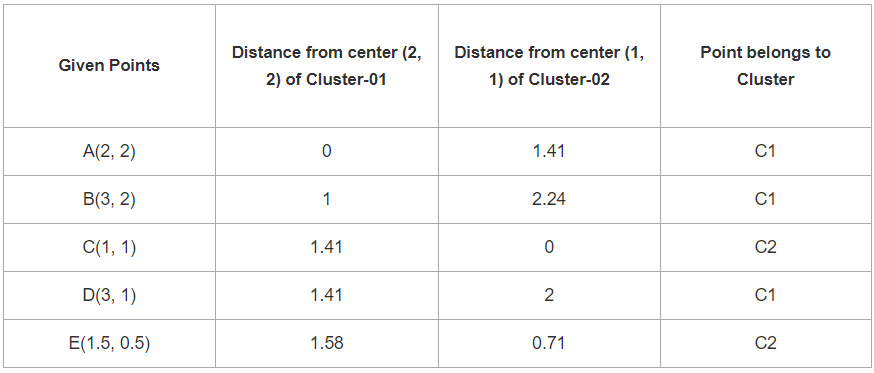 Given Points
Distance from center (2,
2) of Cluster-01
Distance from center (1,
1) of Cluster-02
Point belongs to
Cluster
A(2, 2) 0 1.41 C1
B(3, 2) 1 2.24 C1
C(1, 1) 1.41 0 C2
D(3, 1) 1.41 2 C1
E(1.5, 0.5) 1.58 0.71 C2